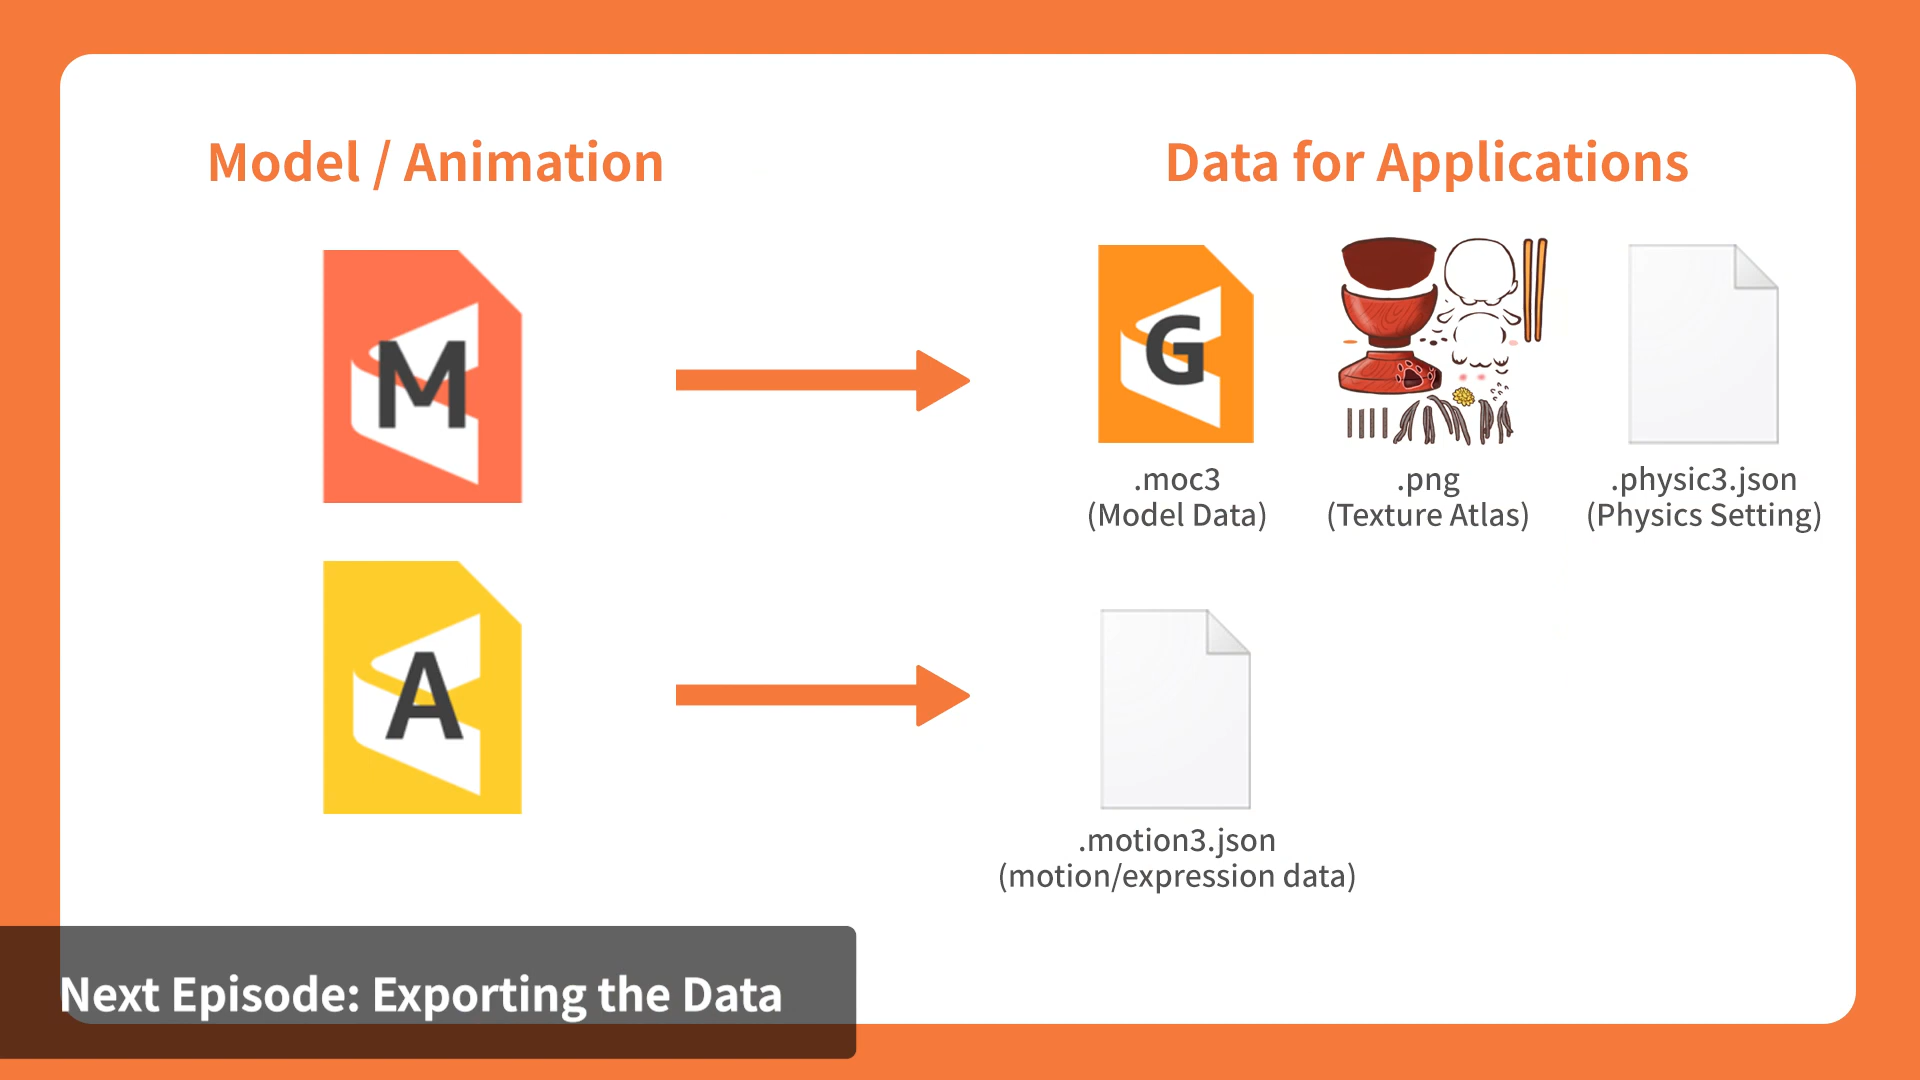 Model / Animation
Data for Applications
M
G
.moc3
(Model Data)
.png
(Texture Atlas)
.physic3.json
(Physics Setting)
A
.motion3.json
(motion/expression data)
Next Episode: Exporting the Data